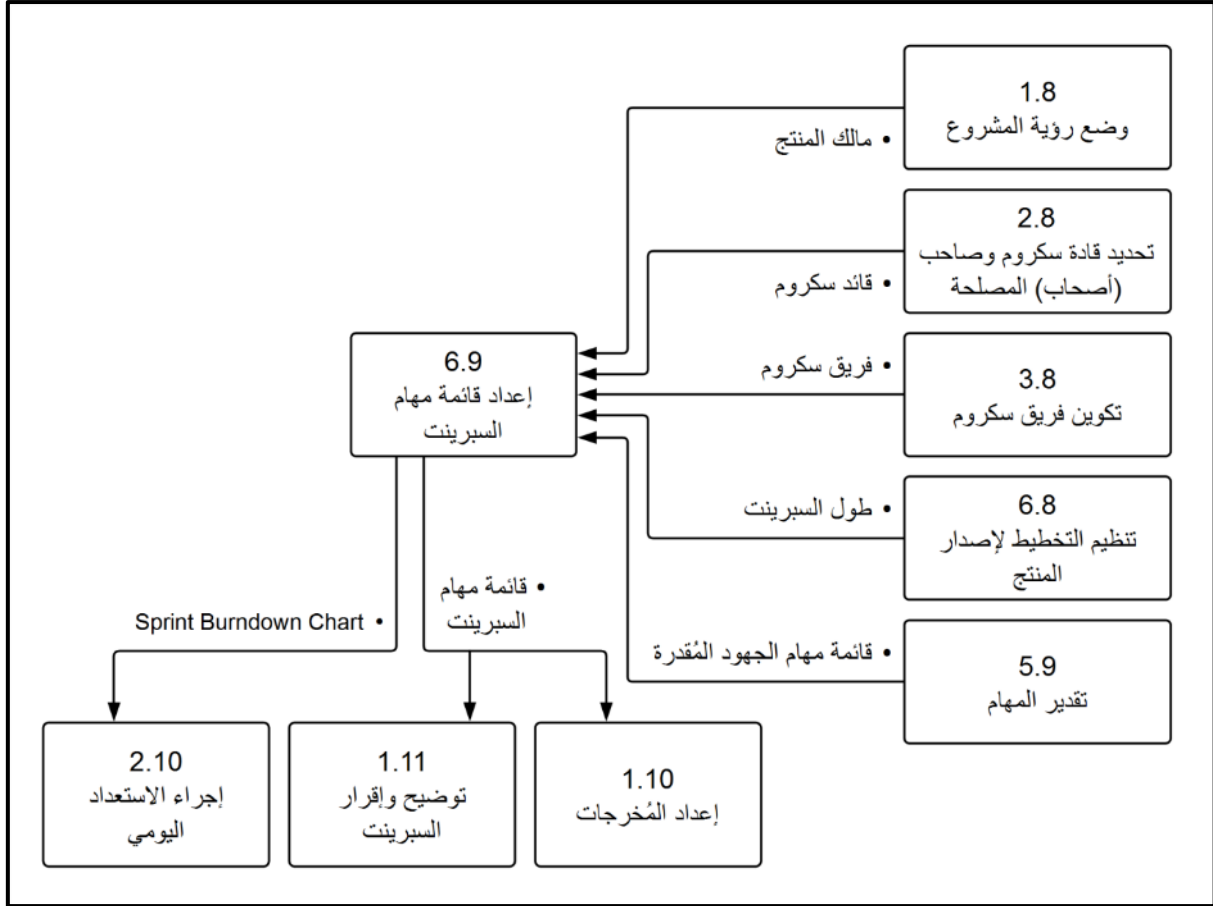 1.8
وضع رؤية المشروع
• مالك المنتج
2.8
تحديد قادة سكروم وصاحب
(أصحاب) المصلحة
• قائد سكروم
3.8
تكوين فريق سكروم
• فريق سكروم
6.8
تنظيم التخطيط لإصدار
المنتج
• طول السبرينت
5.9
تقدير المهام
• قائمة مهام الجهود المُقدرة
6.9
إعداد قائمة مهام
السبرينت
• قائمة مهام
السبرينت
• Sprint Burndown Chart
1.10
إعداد المُخرجات
1.11
توضيح وإقرار
السبرينت
2.10
إجراء الاستعداد
اليومي